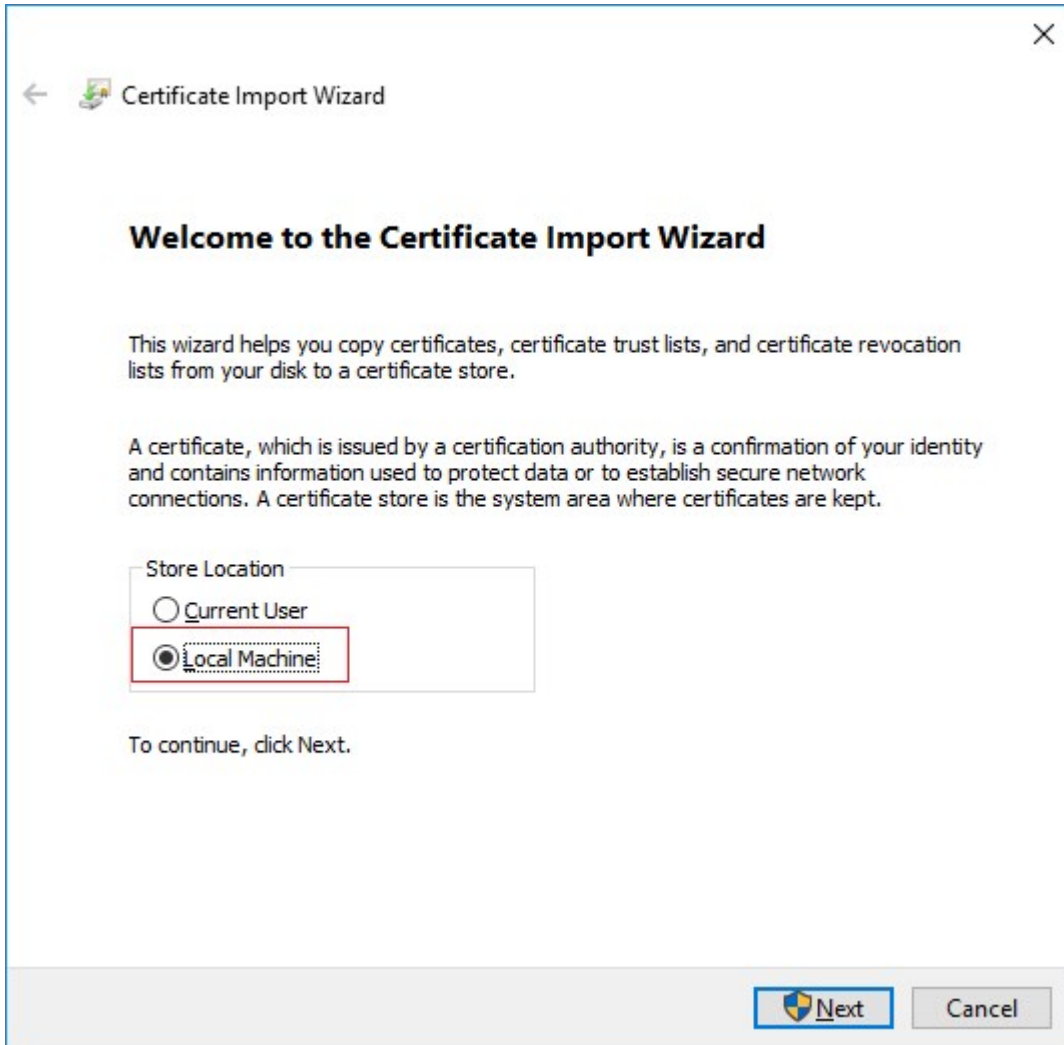 Certificate Import Wizard
Welcome to the Certificate Import Wizard
This wizard helps you copy certificates, certificate trust lists, and certificate revocation
lists from your disk to a certificate store.
A certificate, which is issued by a certification authority, is a confirmation of your identity
and contains information used to protect data or to establish secure network
connections. A certificate store is the system area where certificates are kept.
Store Location
Current User
Local Machine
To continue, click Next.
Next
Cancel